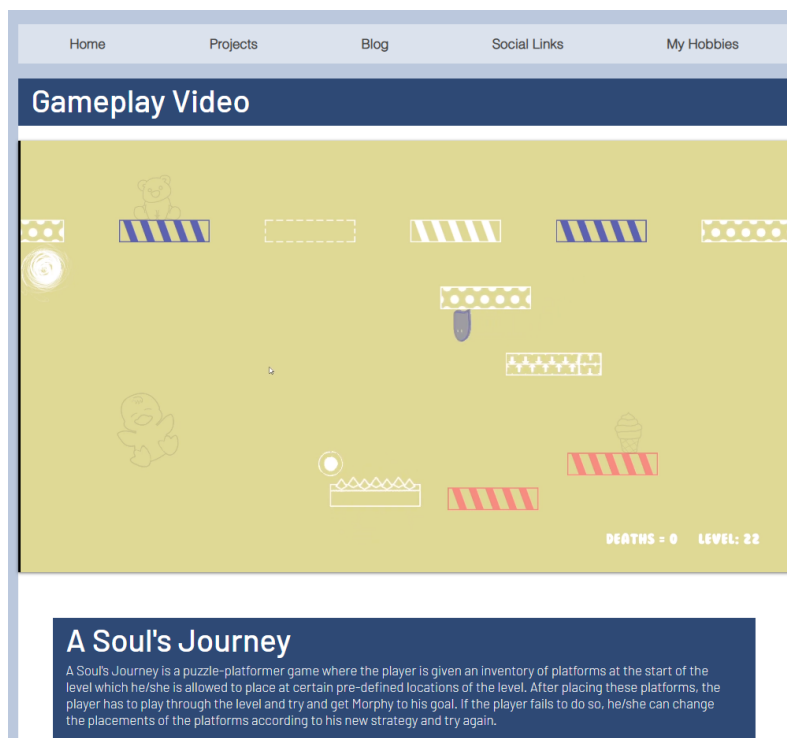 Home Projects Blog Social Links My Hobbies
Gameplay Video
DEATHS = 0 LEVEL: 22
A Soul's Journey
A Soul's Journey is a puzzle-platformer game where the player is given an inventory of platforms at the start of the
level which he/she is allowed to place at certain pre-defined locations of the level. After placing these platforms, the
player has to play through the level and try and get Morphy to his goal. If the player fails to do so, he/she can change
the placements of the platforms according to his new strategy and try again.